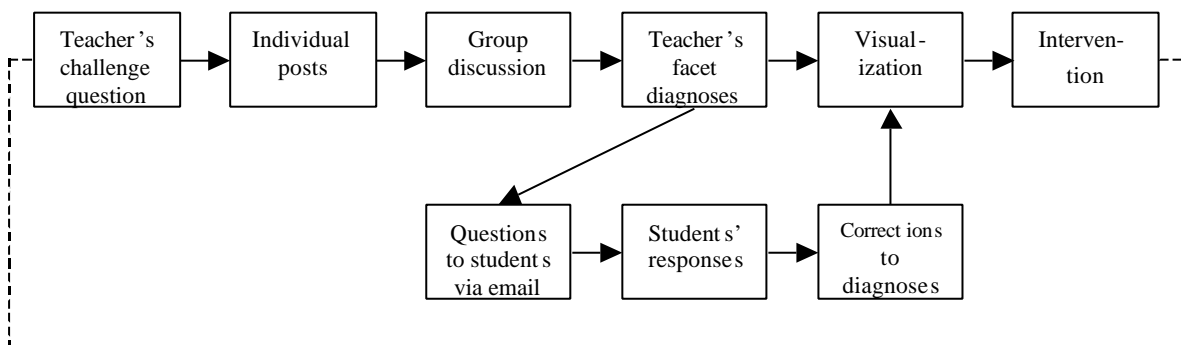 Teacher's
challenge
question
Individual
posts
Group
discussion
Teacher's
facet
diagnoses
Visual-
ization
Interven-
tion
Questions
to students
via email
Students'
responses
Corrections
to
diagnoses